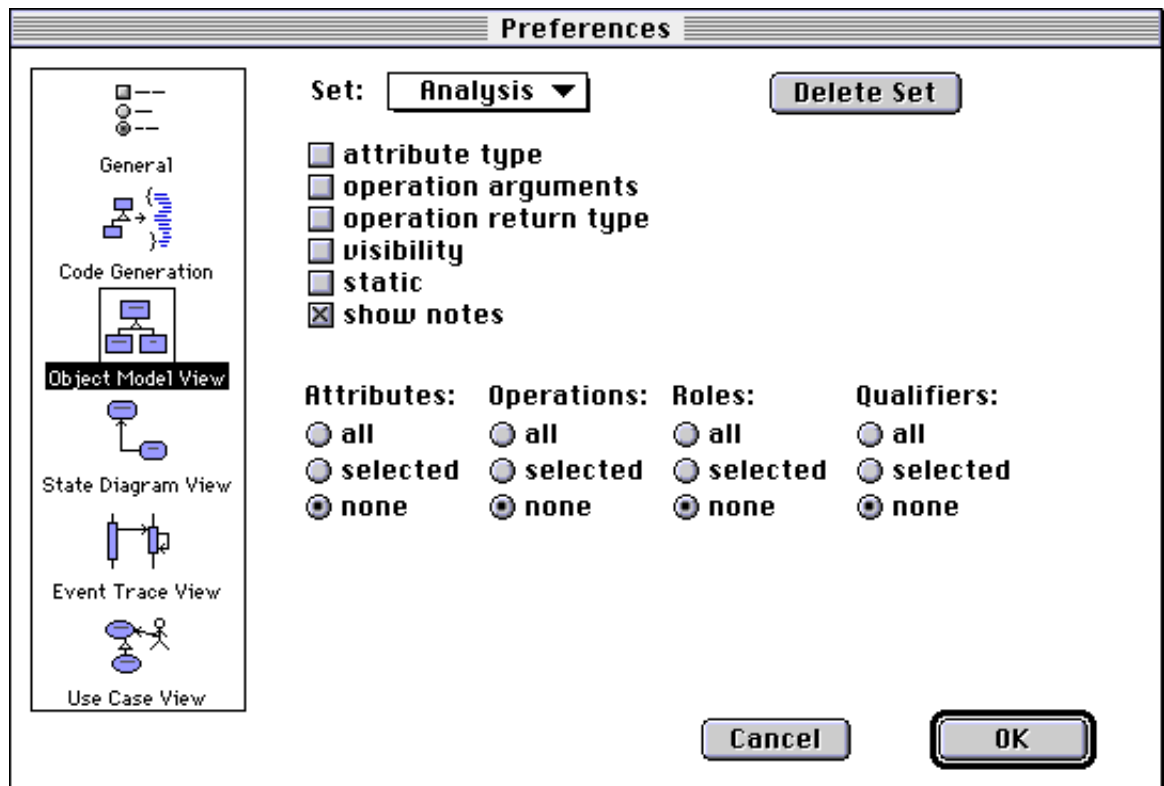 Preferences
General
Code Generation
Object Model View
State Diagram View
Event Trace View
Use Case View
Set: Analysis Delete Set
attribute type
operation arguments
operation return type
visibility
static
show notes
Attributes: Operations: Roles: Qualifiers:
all all all all
selected selected selected selected
none none none none
Cancel OK